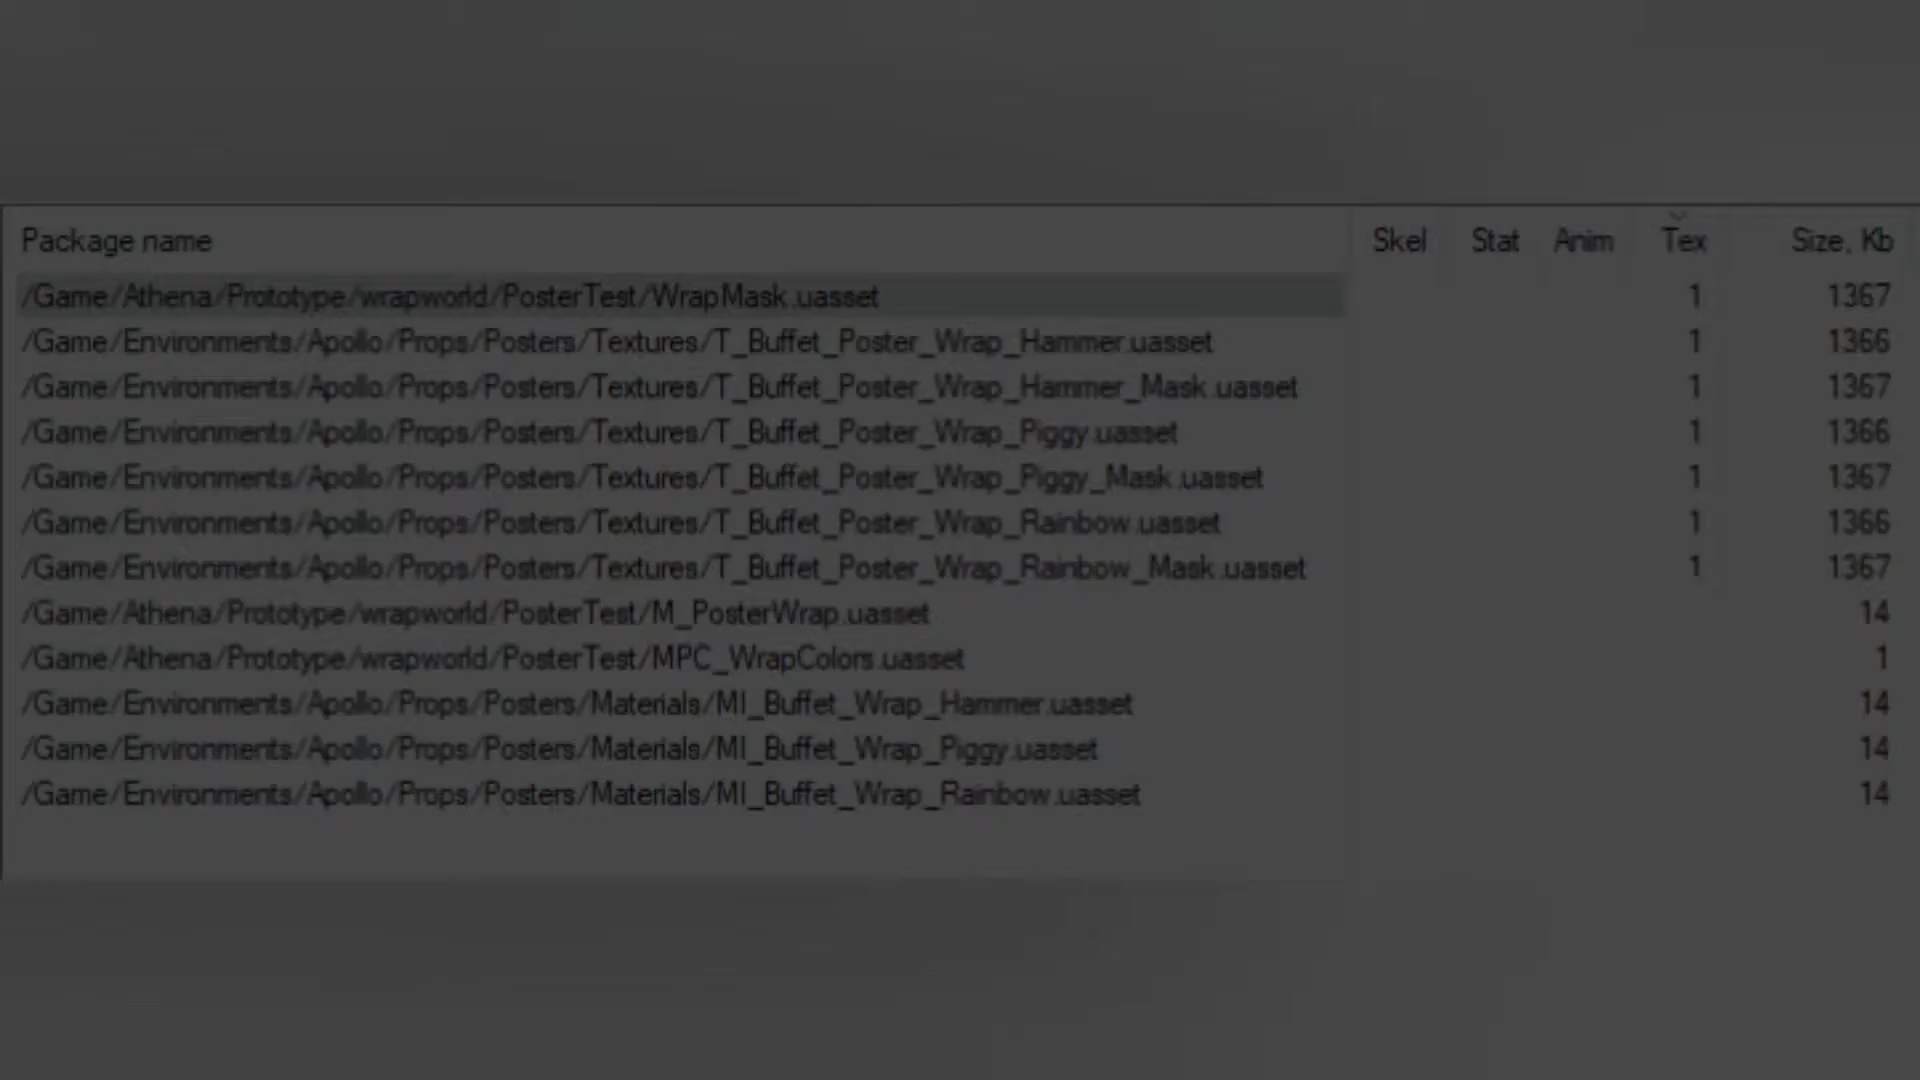 Package name Skel Stat Anim Tex Size, Kb
/Game/Athena/Prototype/wrapworld/PosterTest/WrapMask.uasset 1 1367
/Game/Environments/Apollo/Props/Posters/Textures/T_Buffet_Poster_Wrap_Hammer.uasset 1 1366
/Game/Environments/Apollo/Props/Posters/Textures/T_Buffet_Poster_Wrap_Hammer_Mask.uasset 1 1367
/Game/Environments/Apollo/Props/Posters/Textures/T_Buffet_Poster_Wrap_Piggy.uasset 1 1366
/Game/Environments/Apollo/Props/Posters/Textures/T_Buffet_Poster_Wrap_Piggy_Mask.uasset 1 1367
/Game/Environments/Apollo/Props/Posters/Textures/T_Buffet_Poster_Wrap_Rainbow.uasset 1 1366
/Game/Environments/Apollo/Props/Posters/Textures/T_Buffet_Poster_Wrap_Rainbow_Mask.uasset 1 1367
/Game/Athena/Prototype/wrapworld/PosterTest/M_PosterWrap.uasset 14
/Game/Athena/Prototype/wrapworld/PosterTest/MPC_WrapColors.uasset 1
/Game/Environments/Apollo/Props/Posters/Materials/MI_Buffet_Wrap_Hammer.uasset 14
/Game/Environments/Apollo/Props/Posters/Materials/MI_Buffet_Wrap_Piggy.uasset 14
/Game/Environments/Apollo/Props/Posters/Materials/MI_Buffet_Wrap_Rainbow.uasset 14